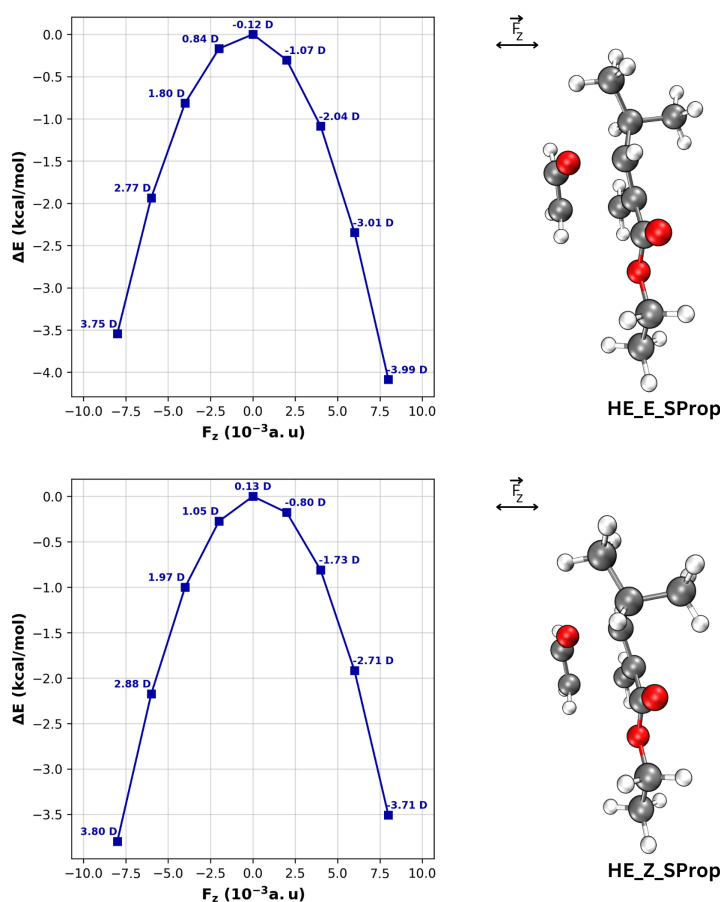 -0.12 D
0.84 D
-1.07 D
1.80 D
-2.04 D
2.77 D
-3.01 D
3.75 D
-3.99 D
0.0
−0.5
−1.0
−1.5
−2.0
−2.5
−3.0
−3.5
−4.0
ΔE (kcal/mol)
−10.0 −7.5 −5.0 −2.5 0.0 2.5 5.0 7.5 10.0
F_z (10⁻³a.u)
F_z
HE_E_SProp
0.13 D
1.05 D
-0.80 D
1.97 D
-1.73 D
2.88 D
-2.71 D
3.80 D
-3.71 D
0.0
−0.5
−1.0
−1.5
−2.0
−2.5
−3.0
−3.5
ΔE (kcal/mol)
−10.0 −7.5 −5.0 −2.5 0.0 2.5 5.0 7.5 10.0
F_z (10⁻³a.u)
F_z
HE_Z_SProp